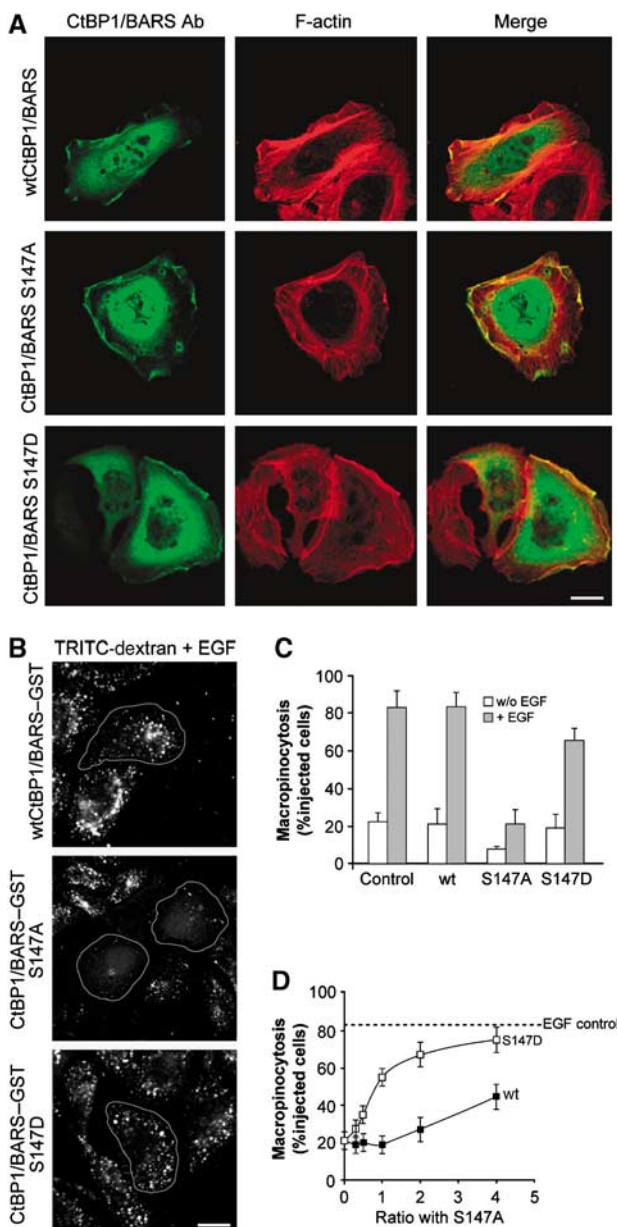 A
CtBP1/BARS Ab F-actin Merge
wtCtBP1/BARS
CtBP1/BARS S147A
CtBP1/BARS S147D
B
TRITC-dextran + EGF
wtCtBP1/BARS–GST
CtBP1/BARS–GST
S147A
CtBP1/BARS–GST
S147D
C
Macropinocytosis
(%injected cells)
100
80
60
40
20
0
w/o EGF
+ EGF
Control wt S147A S147D
D
Macropinocytosis
(%injected cells)
100
80
60
40
20
0
EGF control
S147D
wt
0 1 2 3 4 5
Ratio with S147A